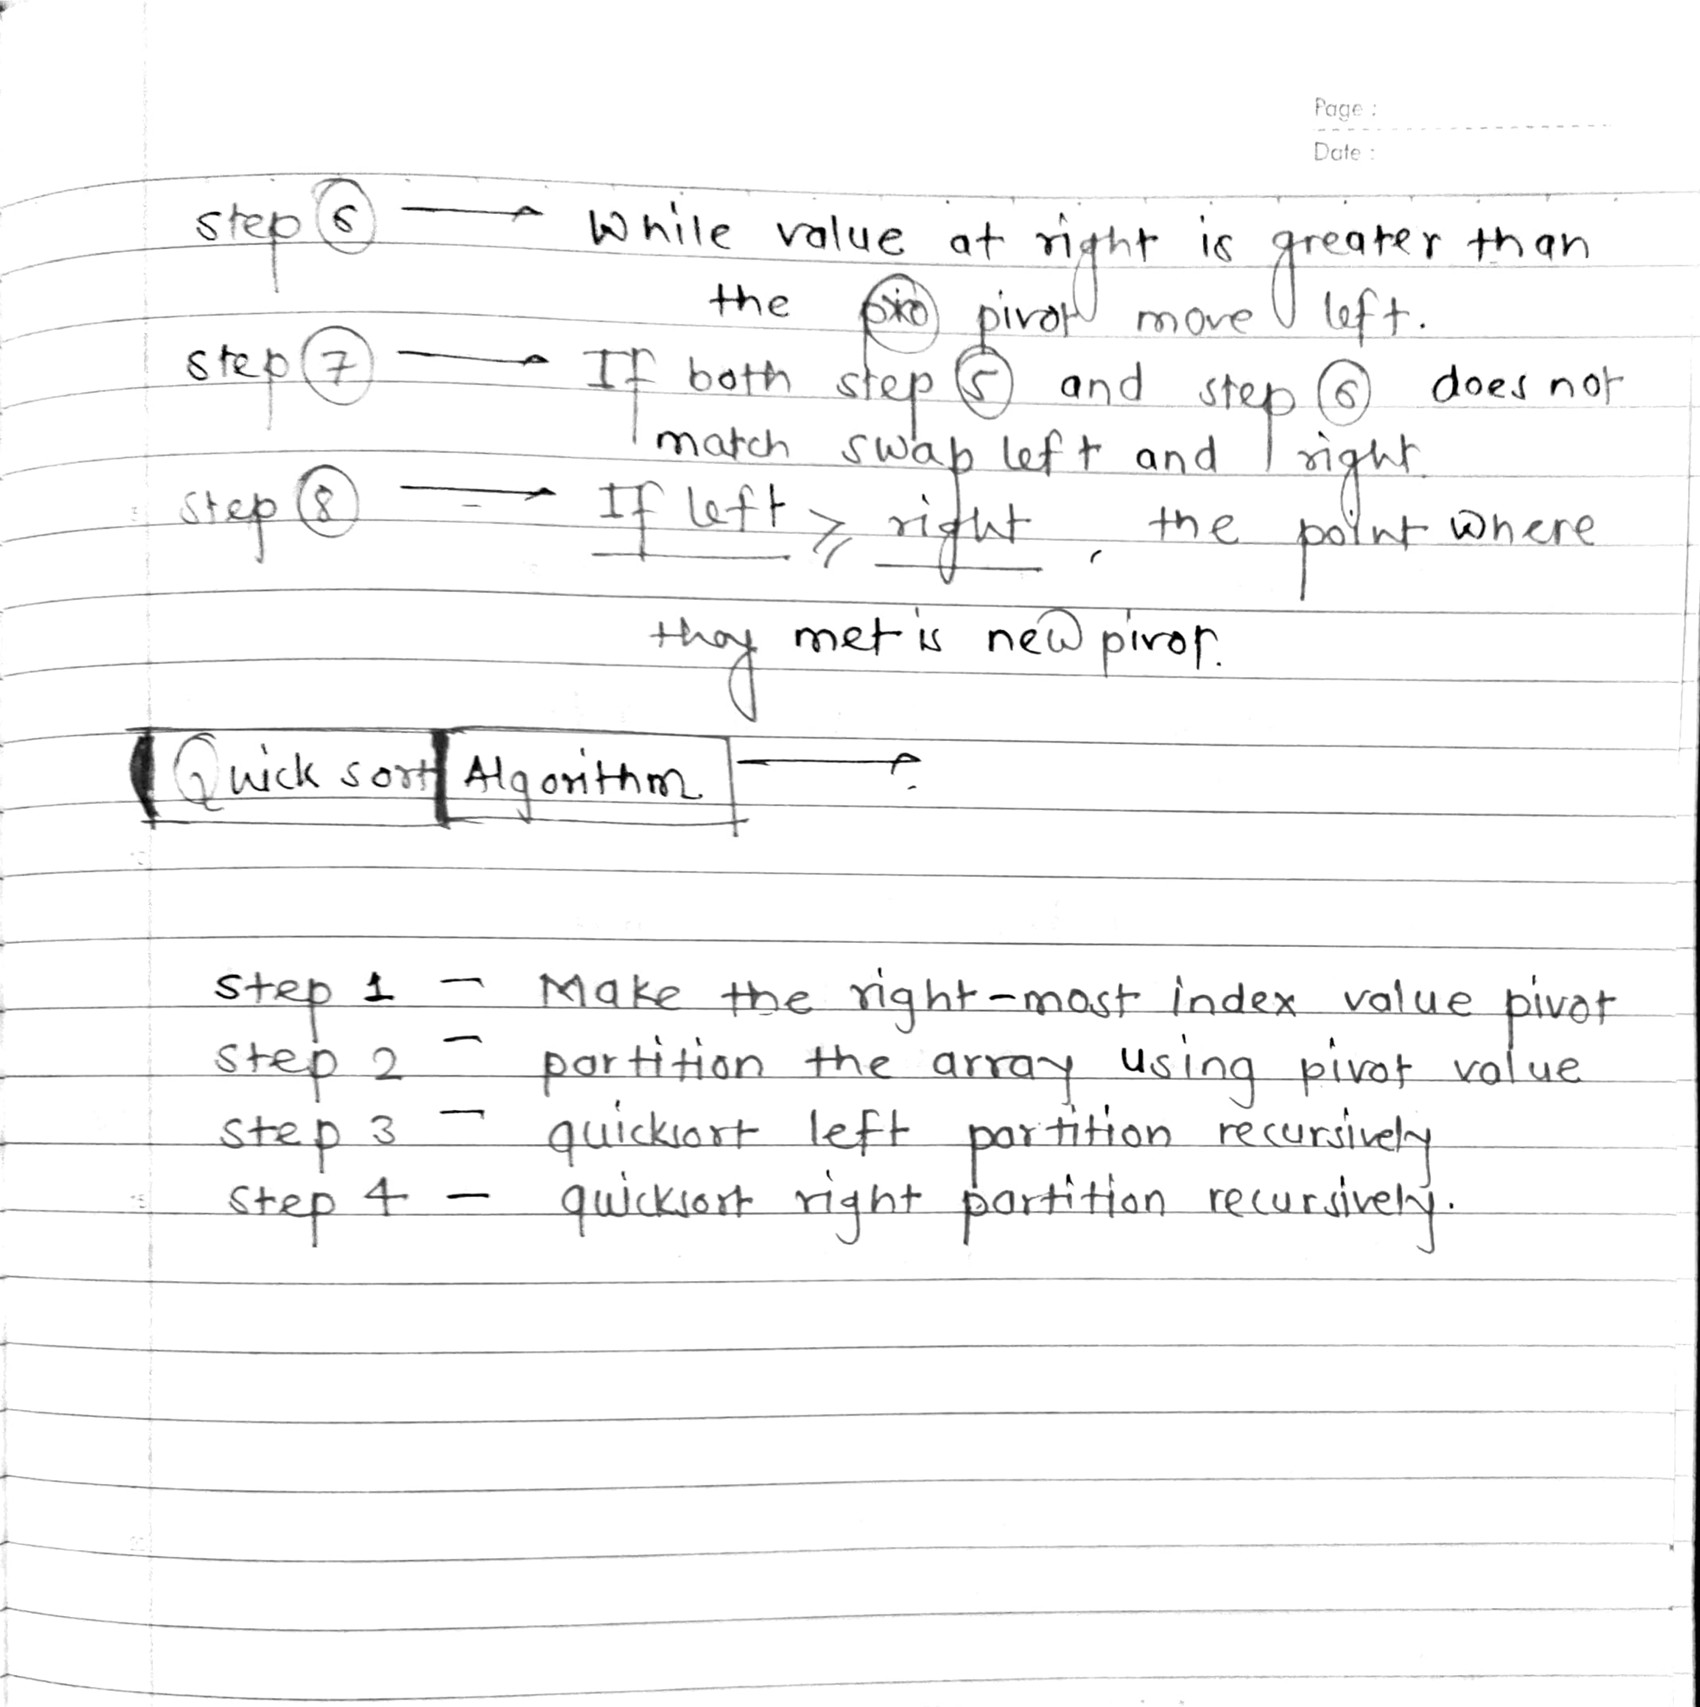 Page :
Date :
step 6 → While value at right is greater than
the pivot move left.
step 7 → If both step 5 and step 6 does not
match swap left and right.
step 8 → If left ⩾ right, the point where
they met is new pivot.
Quick sort Algorithm →
step 1 - Make the right-most index value pivot
step 2 - partition the array using pivot value
step 3 - quicksort left partition recursively
step 4 - quicksort right partition recursively.